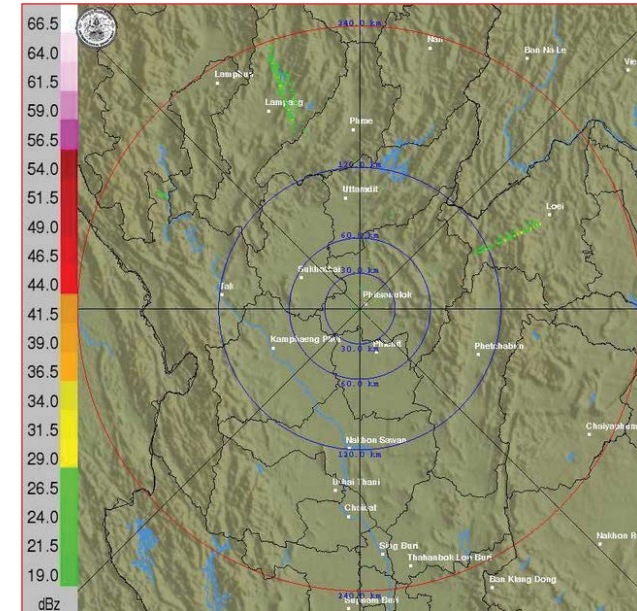 66.5
64.0
61.5
59.0
56.5
54.0
51.5
49.0
46.5
44.0
41.5
39.0
36.5
34.0
31.5
29.0
26.5
24.0
21.5
19.0
dBz
240.0 km
Nan
Ban Na Le
Lamphun
Lampang
Phrae
120.0 km
Uttaradit
Loei
60.0 km
30.0 km
Sukhothai
Tak
Phitsanulok
Kamphaeng Phet
30.0 km
Phichit
Phetchabun
60.0 km
Nakhon Sawan
120.0 km
Chaiyaphum
Uthai Thani
Chainat
Sing Buri
Thahanbok Lop Buri
Nakhon R
Ban Klang Dong
240.0 km
Suphan Buri